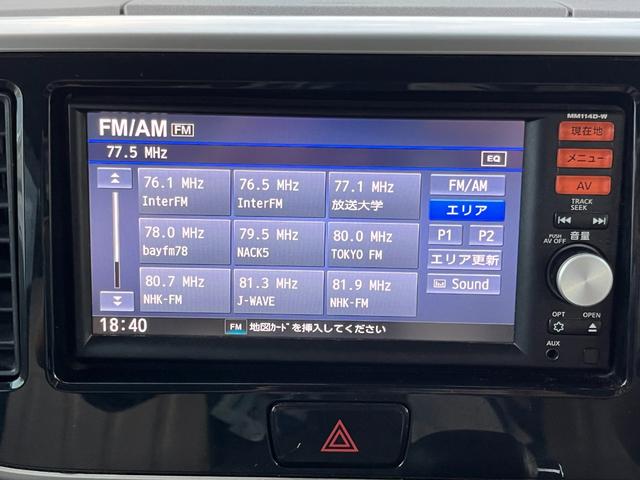 MM114D-W
FM/AM FM
77.5 MHz
EQ
76.1 MHz
InterFM
76.5 MHz
InterFM
77.1 MHz
放送大学
78.0 MHz
bayfm78
79.5 MHz
NACK5
80.0 MHz
TOKYO FM
80.7 MHz
NHK-FM
81.3 MHz
J-WAVE
81.9 MHz
NHK-FM
FM/AM
エリア
P1 P2
エリア更新
Sound
18:40
FM 地図ｶｰﾄﾞを挿入してください
現在地
メニュー
AV
TRACK
SEEK
PUSH
AV OFF
音量
OPT OPEN
AUX